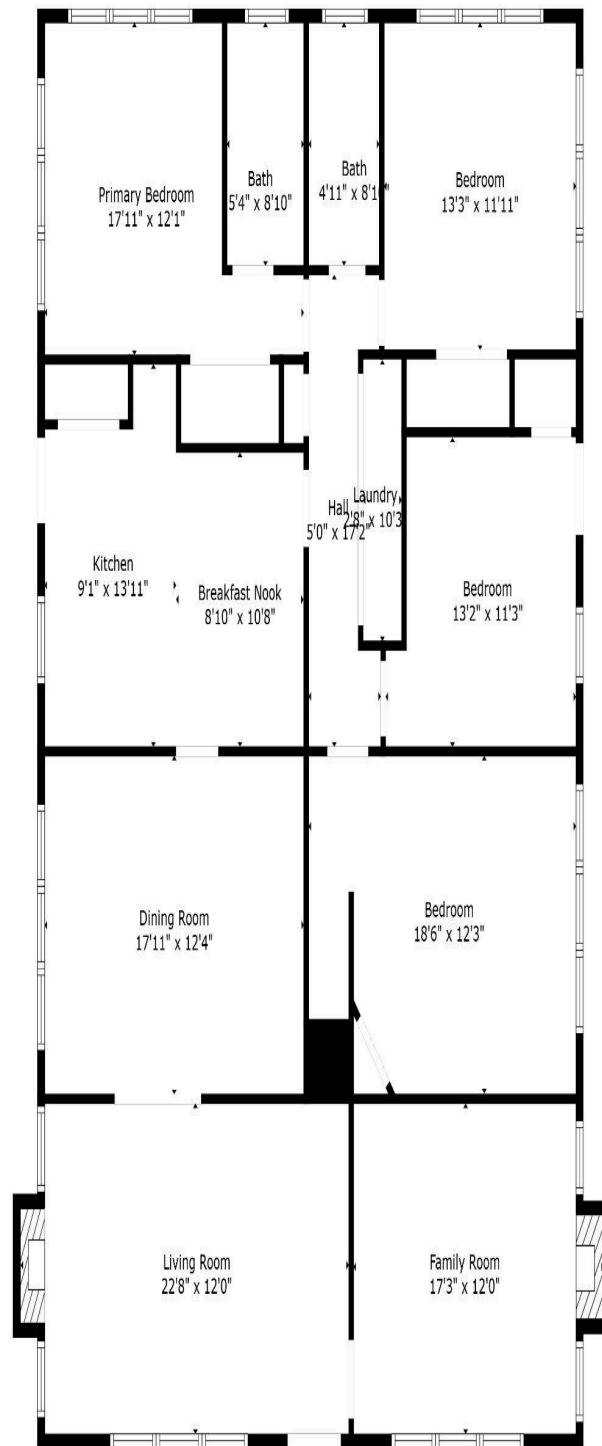 Primary Bedroom
17'11" x 12'1"
Bath
5'4" x 8'10"
Bath
4'11" x 8'10"
Bedroom
13'3" x 11'11"
Kitchen
9'1" x 13'11"
Breakfast Nook
8'10" x 10'8"
Hall
5'0" x 17'2"
Laundry
2'8" x 10'3
Bedroom
13'2" x 11'3"
Dining Room
17'11" x 12'4"
Bedroom
18'6" x 12'3"
Living Room
22'8" x 12'0"
Family Room
17'3" x 12'0"